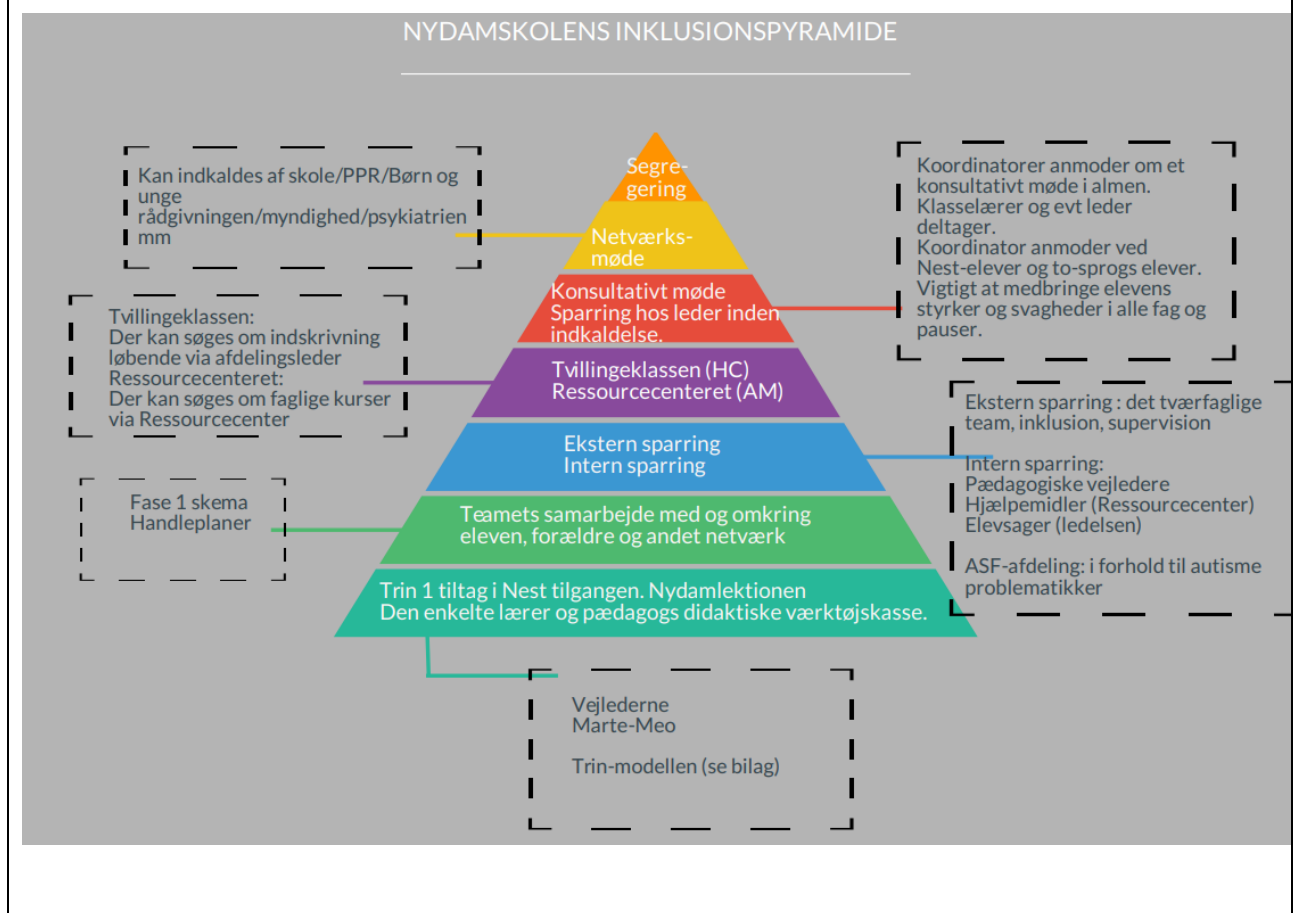 NYDAMSKOLENS INKLUSIONSPYRAMIDE
Segre-
gering
Kan indkaldes af skole/PPR/Børn og
unge
rådgivningen/myndighed/psykiatrien
mm
Netværks-
møde
Koordinatorer anmoder om et
konsultativt møde i almen.
Klasselærer og evt leder
deltager.
Koordinator anmoder ved
Nest-elever og to-sprogs elever.
Vigtigt at medbringe elevens
styrker og svagheder i alle fag og
pauser.
Konsultativt møde
Sparring hos leder inden
indkaldelse.
Tvillingeklassen:
Der kan søges om indskrivning
løbende via afdelingsleder
Ressourcecenteret:
Der kan søges om faglige kurser
via Ressourcecenter
Tvillingeklassen (HC)
Ressourcecenteret (AM)
Ekstern sparring
Intern sparring
Ekstern sparring : det tværfaglige
team, inklusion, supervision
Intern sparring:
Pædagogiske vejledere
Hjælpemidler (Ressourcecenter)
Elevsager (ledelsen)
ASF-afdeling: i forhold til autisme
problematikker
Fase 1 skema
Handleplaner
Teamets samarbejde med og omkring
eleven, forældre og andet netværk
Trin 1 tiltag i Nest tilgangen. Nydamlektionen
Den enkelte lærer og pædagogs didaktiske værktøjskasse.
Vejlederne
Marte-Meo
Trin-modellen (se bilag)